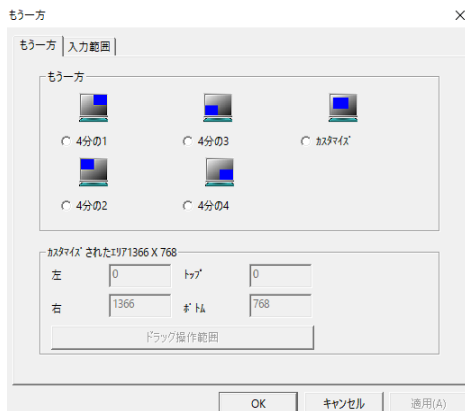 もう一方
もう一方 入力範囲
もう一方
4分の1 4分の3 ｶｽﾀﾏｲｽﾞ
4分の2 4分の4
ｶｽﾀﾏｲｽﾞされたｴﾘｱ1366 X 768
左 0 ﾄｯﾌﾟ 0
右 1366 ﾎﾞﾄﾑ 768
ドラッグ操作範囲
OK キャンセル 適用(A)